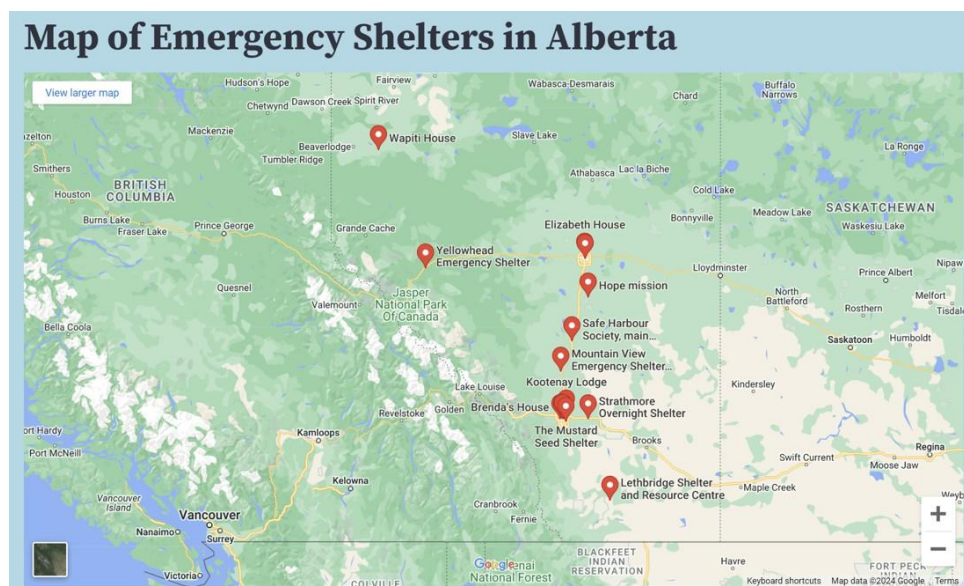 Map of Emergency Shelters in Alberta
View larger map
Hudson's Hope
Fairview
Wabasca-Desmarais
Buffalo
Narrows
Chetwynd
Dawson Creek
Spirit River
Chard
Mackenzie
Wapiti House
Slave Lake
La Ronge
Beaverlodge
Tumbler Ridge
Smithers
Athabasca
Lac la Biche
Houston
BRITISH
COLUMBIA
Cold Lake
Burns Lake
Fraser Lake
Prince George
Grande Cache
Elizabeth House
Bonnyville
Meadow Lake
SASKATCHEWAN
Waskesiu Lake
Yellowhead
Emergency Shelter
Lloydminster
Nipaw
Prince Albert
Quesnel
Hope mission
Jasper
National Park
Of Canada
Valemount
North
Battleford
Melfort
Rosthern
Tisdale
Bella Coola
Safe Harbour
Society, main...
Saskatoon
Humboldt
Mountain View
Emergency Shelter...
Kootenay Lodge
Kindersley
Lake Louise
Revelstoke
Golden
Brenda's House
Strathmore
Overnight Shelter
The Mustard
Seed Shelter
Port McNeill
Kamloops
Brooks
Regina
Swift Current
Moose Jaw
Kelowna
Lethbridge Shelter
and Resource Centre
Maple Creek
Vancouver
Island
Cranbrook
Fernie
Vancouver
Nanaimo
Surrey
Victoria
Google
National Forest
BLACKFEET
INDIAN
RESERVATION
Havre
FORT PECK
COLVILLE
Keyboard shortcuts
Map data ©2024 Google
Terms